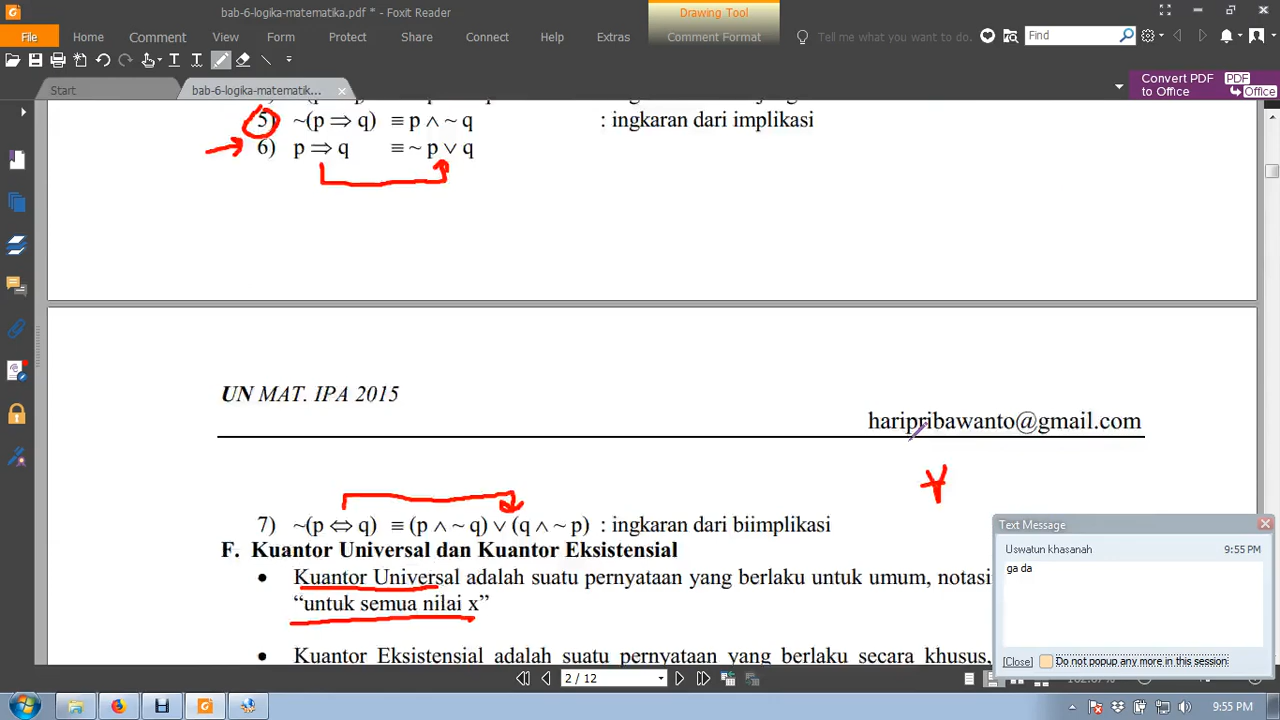 bab-6-logika-matematika.pdf * - Foxit Reader
Drawing Tool
File Home Comment View Form Protect Share Connect Help Extras Comment Format Tell me what you want to do.. Find
Start
bab-6-logika-matematik...
Convert PDF to Office
PDF
Office
5) ~(p ⇒ q) ≡ p ∧ ~ q : ingkaran dari implikasi
6) p ⇒ q ≡ ~ p ∨ q
UN MAT. IPA 2015
haripribawanto@gmail.com
∀
7) ~(p ⇔ q) ≡ (p ∧ ~ q) ∨ (q ∧ ~ p) : ingkaran dari biimplikasi
F. Kuantor Universal dan Kuantor Eksistensial
• Kuantor Universal adalah suatu pernyataan yang berlaku untuk umum, notasi
“untuk semua nilai x”
• Kuantor Eksistensial adalah suatu pernyataan yang berlaku secara khusus,
Text Message
Uswatun khasanah 9:55 PM
ga da
[Close] Do not popup any more in this session
2 / 12
9:55 PM